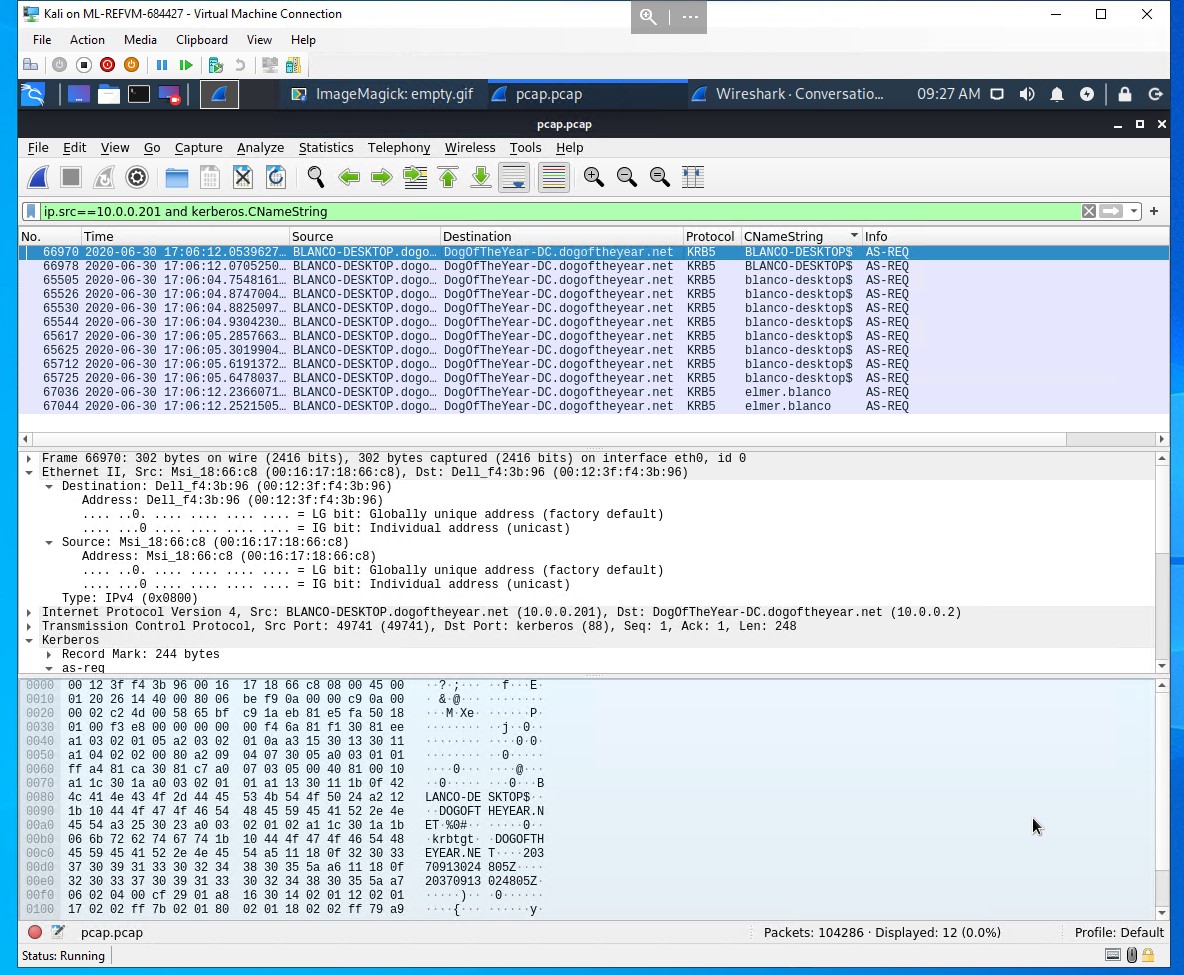 Kali on ML-REFVM-684427 - Virtual Machine Connection
File Action Media Clipboard View Help
ImageMagick: empty.gif pcap.pcap Wireshark · Conversatio... 09:27 AM
pcap.pcap
File Edit View Go Capture Analyze Statistics Telephony Wireless Tools Help
ip.src==10.0.0.201 and kerberos.CNameString
No. Time Source Destination Protocol CNameString Info
66970 2020-06-30 17:06:12.0539627… BLANCO-DESKTOP.dogo… DogOfTheYear-DC.dogoftheyear.net KRB5 BLANCO-DESKTOP$ AS-REQ
66978 2020-06-30 17:06:12.0705250… BLANCO-DESKTOP.dogo… DogOfTheYear-DC.dogoftheyear.net KRB5 BLANCO-DESKTOP$ AS-REQ
65505 2020-06-30 17:06:04.7548161… BLANCO-DESKTOP.dogo… DogOfTheYear-DC.dogoftheyear.net KRB5 blanco-desktop$ AS-REQ
65526 2020-06-30 17:06:04.8747004… BLANCO-DESKTOP.dogo… DogOfTheYear-DC.dogoftheyear.net KRB5 blanco-desktop$ AS-REQ
65530 2020-06-30 17:06:04.8825097… BLANCO-DESKTOP.dogo… DogOfTheYear-DC.dogoftheyear.net KRB5 blanco-desktop$ AS-REQ
65544 2020-06-30 17:06:04.9304230… BLANCO-DESKTOP.dogo… DogOfTheYear-DC.dogoftheyear.net KRB5 blanco-desktop$ AS-REQ
65617 2020-06-30 17:06:05.2857663… BLANCO-DESKTOP.dogo… DogOfTheYear-DC.dogoftheyear.net KRB5 blanco-desktop$ AS-REQ
65625 2020-06-30 17:06:05.3019904… BLANCO-DESKTOP.dogo… DogOfTheYear-DC.dogoftheyear.net KRB5 blanco-desktop$ AS-REQ
65712 2020-06-30 17:06:05.6191372… BLANCO-DESKTOP.dogo… DogOfTheYear-DC.dogoftheyear.net KRB5 blanco-desktop$ AS-REQ
65725 2020-06-30 17:06:05.6478037… BLANCO-DESKTOP.dogo… DogOfTheYear-DC.dogoftheyear.net KRB5 blanco-desktop$ AS-REQ
67036 2020-06-30 17:06:12.2366071… BLANCO-DESKTOP.dogo… DogOfTheYear-DC.dogoftheyear.net KRB5 elmer.blanco AS-REQ
67044 2020-06-30 17:06:12.2521505… BLANCO-DESKTOP.dogo… DogOfTheYear-DC.dogoftheyear.net KRB5 elmer.blanco AS-REQ
Frame 66970: 302 bytes on wire (2416 bits), 302 bytes captured (2416 bits) on interface eth0, id 0
Ethernet II, Src: Msi_18:66:c8 (00:16:17:18:66:c8), Dst: Dell_f4:3b:96 (00:12:3f:f4:3b:96)
Destination: Dell_f4:3b:96 (00:12:3f:f4:3b:96)
Address: Dell_f4:3b:96 (00:12:3f:f4:3b:96)
.... ..0. .... .... .... .... = LG bit: Globally unique address (factory default)
.... ...0 .... .... .... .... = IG bit: Individual address (unicast)
Source: Msi_18:66:c8 (00:16:17:18:66:c8)
Address: Msi_18:66:c8 (00:16:17:18:66:c8)
.... ..0. .... .... .... .... = LG bit: Globally unique address (factory default)
.... ...0 .... .... .... .... = IG bit: Individual address (unicast)
Type: IPv4 (0x0800)
Internet Protocol Version 4, Src: BLANCO-DESKTOP.dogoftheyear.net (10.0.0.201), Dst: DogOfTheYear-DC.dogoftheyear.net (10.0.0.2)
Transmission Control Protocol, Src Port: 49741 (49741), Dst Port: kerberos (88), Seq: 1, Ack: 1, Len: 248
Kerberos
Record Mark: 244 bytes
as-req
0000 00 12 3f f4 3b 96 00 16 17 18 66 c8 08 00 45 00 ··?·;··· ··f···E·
0010 01 20 26 14 40 00 80 06 be f9 0a 00 00 c9 0a 00 · &·@··· ········
0020 00 02 c2 4d 00 58 65 bf c9 1a eb 81 e5 fa 50 18 ···M·Xe· ······P·
0030 01 00 f3 e8 00 00 00 00 00 f4 6a 81 f1 30 81 ee ········ ··j··0··
0040 a1 03 02 01 05 a2 03 02 01 0a a3 15 30 13 30 11 ········ ····0·0·
0050 a1 04 02 02 00 80 a2 09 04 07 30 05 a0 03 01 01 ········ ··0·····
0060 ff a4 81 ca 30 81 c7 a0 07 03 05 00 40 81 00 10 ····0··· ····@···
0070 a1 1c 30 1a a0 03 02 01 01 a1 13 30 11 1b 0f 42 ··0····· ···0···B
0080 4c 41 4e 43 4f 2d 44 45 53 4b 54 4f 50 24 a2 12 LANCO-DE SKTOP$··
0090 1b 10 44 4f 47 4f 46 54 48 45 59 45 41 52 2e 4e ··DOGOFT HEYEAR.N
00a0 45 54 a3 25 30 23 a0 03 02 01 02 a1 1c 30 1a 1b ET·%0#·· ·····0··
00b0 06 6b 72 62 74 67 74 1b 10 44 4f 47 4f 46 54 48 ·krbtgt· ·DOGOFTH
00c0 45 59 45 41 52 2e 4e 45 54 a5 11 18 0f 32 30 33 EYEAR.NE T····203
00d0 37 30 39 31 33 30 32 34 38 30 35 5a a6 11 18 0f 70913024 805Z····
00e0 32 30 33 37 30 39 31 33 30 32 34 38 30 35 5a a7 20370913 024805Z·
00f0 06 02 04 00 cf 29 01 a8 16 30 14 02 01 12 02 01 ·····)·· ·0······
0100 17 02 02 ff 7b 02 01 80 02 01 18 02 02 ff 79 a9 ····{··· ······y·
pcap.pcap Packets: 104286 · Displayed: 12 (0.0%) Profile: Default
Status: Running